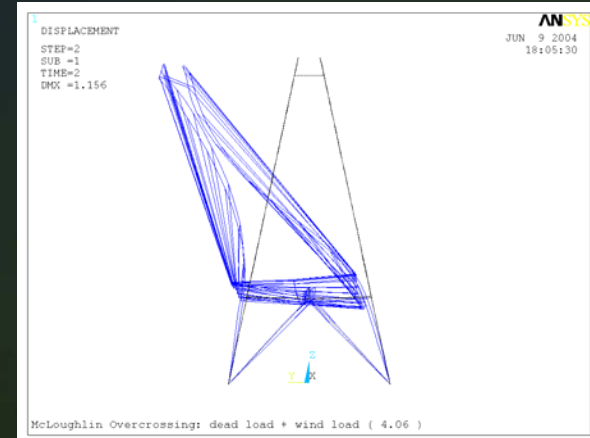 1
ANSYS
DISPLACEMENT
JUN 9 2004
STEP=2
18:05:30
SUB =1
TIME=2
DMX =1.156
Z
Y
X
McLoughlin Overcrossing: dead load + wind load ( 4.06 )